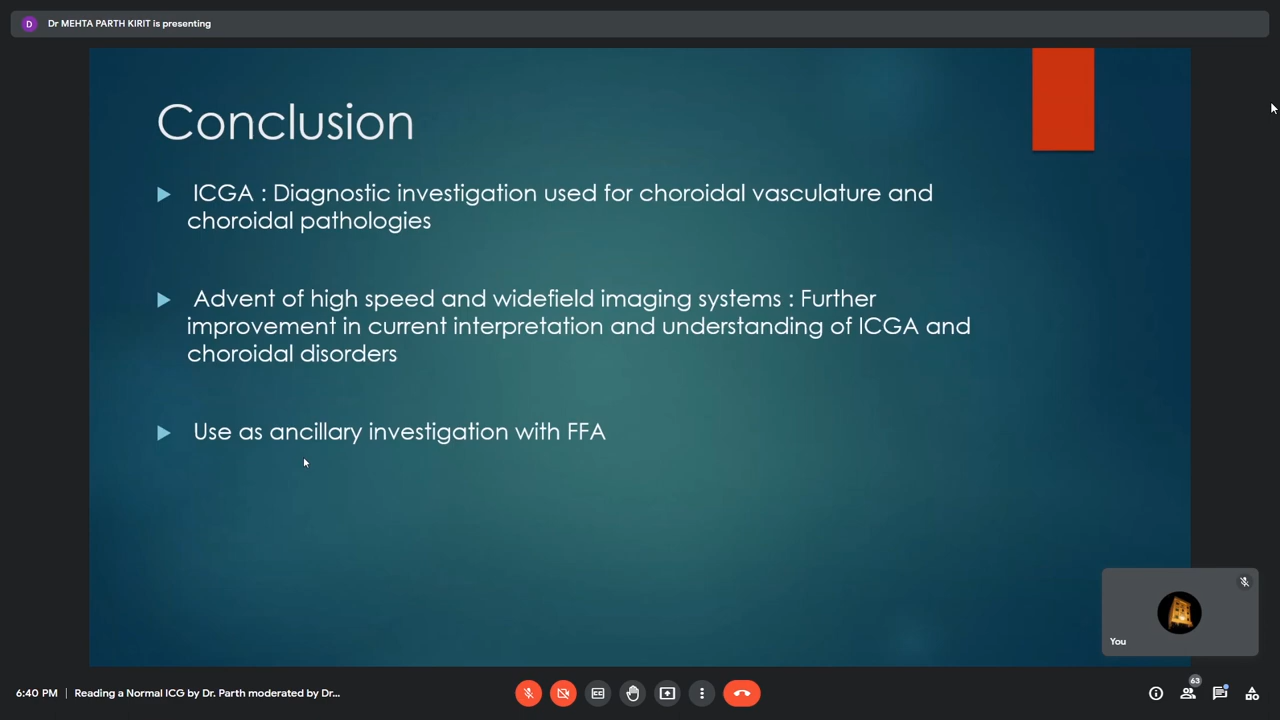 D Dr MEHTA PARTH KIRIT is presenting
Conclusion
ICGA : Diagnostic investigation used for choroidal vasculature and
choroidal pathologies
Advent of high speed and widefield imaging systems : Further
improvement in current interpretation and understanding of ICGA and
choroidal disorders
Use as ancillary investigation with FFA
You
63
6:40 PM | Reading a Normal ICG by Dr. Parth moderated by Dr...
CC